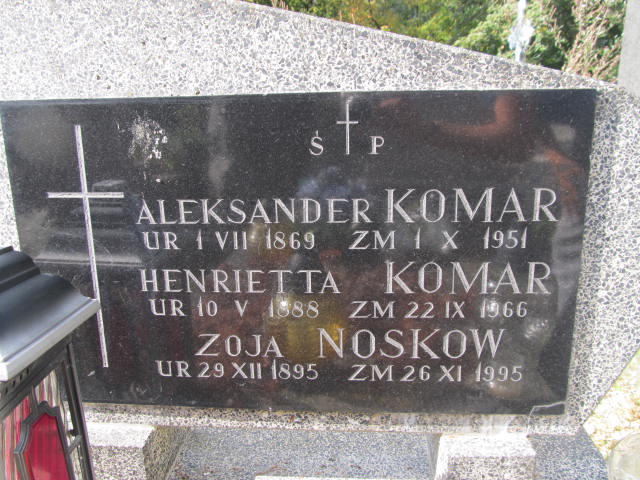 Ś P
ALEKSANDER KOMAR
UR 1 VII 1869 ZM 1 X 1951
HENRIETTA KOMAR
UR 10 V 1888 ZM 22 IX 1966
ZOJA NOSKOW
UR 29 XII 1895 ZM 26 XI 1995